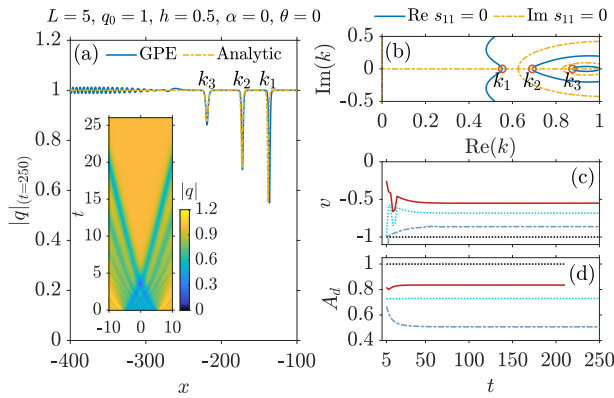 L = 5, q₀ = 1, h = 0.5, α = 0, θ = 0
Re s₁₁ = 0 Im s₁₁ = 0
(a) GPE Analytic
1.2
1
0.8
0.6
0.4
0.2
0
|q|(t=250)
k₃ k₂ k₁
25
20
15
10
5
0
t
-10 0 10
|q|
1.2
0.9
0.6
0.3
0
-400 -300 -200 -100
x
(b)
0.5
0
-0.5
Im(k)
k₁ k₂ k₃
0 0.2 0.4 0.6 0.8 1
Re(k)
(c)
0
-0.5
-1
v
(d)
1.0
0.8
0.6
0.4
A_d
5 50 100 150 200 250
t